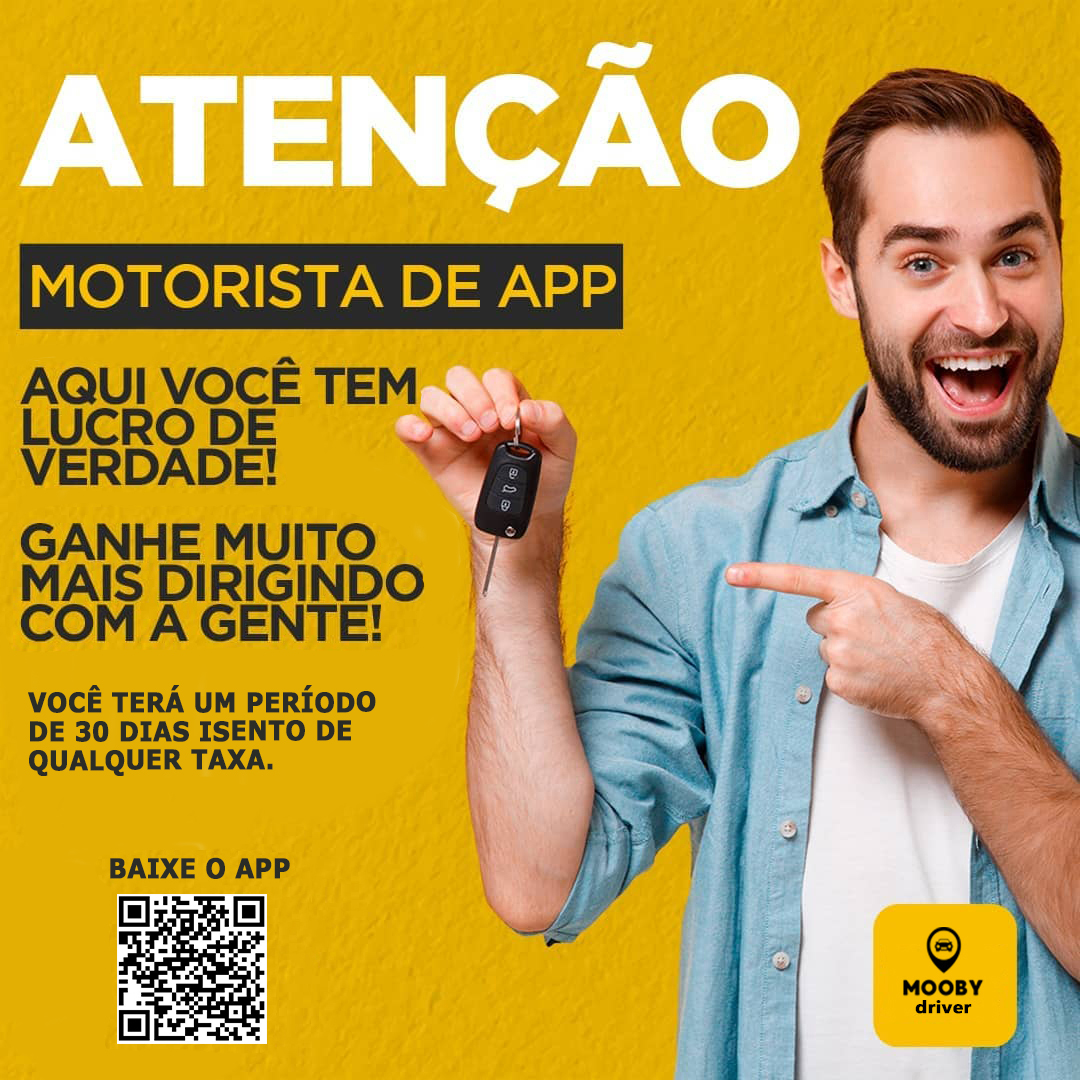 ATENÇÃO
MOTORISTA DE APP
AQUI VOCÊ TEM
LUCRO DE
VERDADE!
GANHE MUITO
MAIS DIRIGINDO
COM A GENTE!
VOCÊ TERÁ UM PERÍODO
DE 30 DIAS ISENTO DE
QUALQUER TAXA.
BAIXE O APP
MOOBY
driver